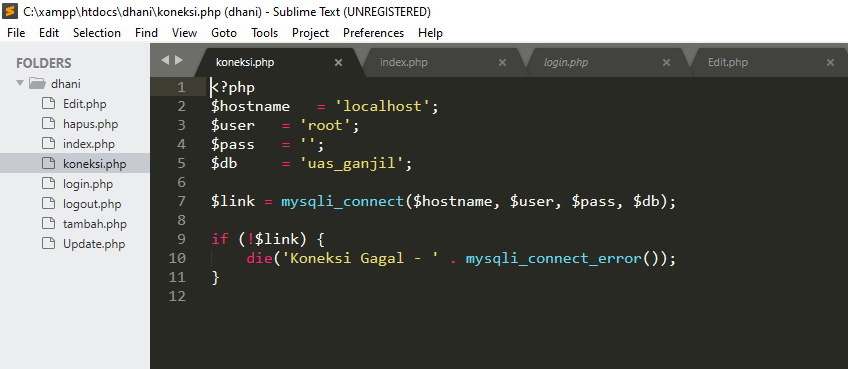 C:\xampp\htdocs\dhani\koneksi.php (dhani) - Sublime Text (UNREGISTERED)
File Edit Selection Find View Goto Tools Project Preferences Help
FOLDERS
dhani
Edit.php
hapus.php
index.php
koneksi.php
login.php
logout.php
tambah.php
Update.php
koneksi.php × index.php × login.php × Edit.php ×
1 <?php
2 $hostname   = 'localhost';
3 $user   = 'root';
4 $pass   = '';
5 $db     = 'uas_ganjil';
6
7 $link = mysqli_connect($hostname, $user, $pass, $db);
8
9 if (!$link) {
10     die('Koneksi Gagal - ' . mysqli_connect_error());
11 }
12